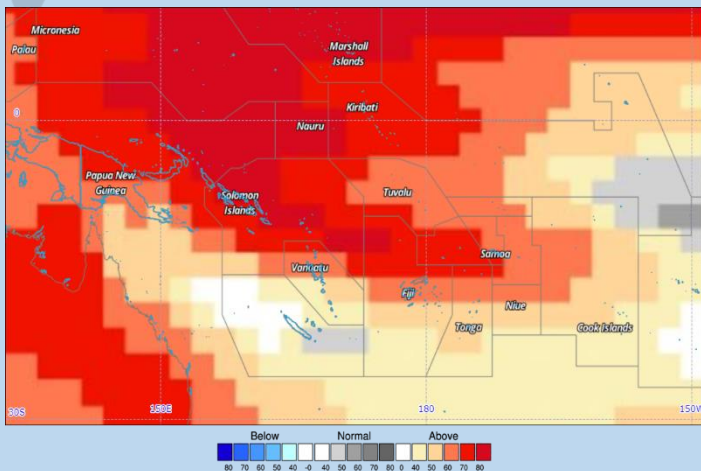 Micronesia
Palau
Marshall
Islands
Kiribati
0
Nauru
Papua New
Guinea
Solomon
Islands
Tuvalu
Samoa
Vanuatu
Fiji
Niue
Tonga
Cook Islands
30S
150E
180
150W
Below Normal Above
80 70 60 50 40 -0 40 50 60 70 80 0 40 50 60 70 80